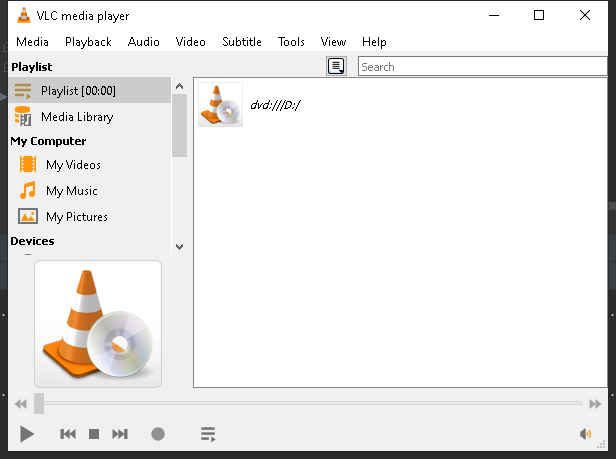 VLC media player
Media Playback Audio Video Subtitle Tools View Help
Playlist
Search
Playlist [00:00]
dvd:///D:/
Media Library
My Computer
My Videos
My Music
My Pictures
Devices